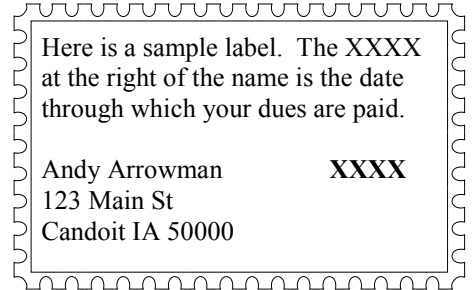 Here is a sample label.  The XXXX
at the right of the name is the date
through which your dues are paid.
Andy Arrowman XXXX
123 Main St
Candoit IA 50000